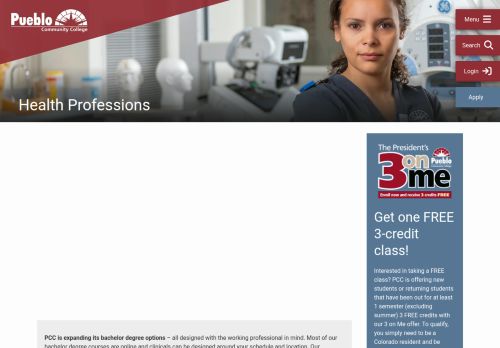 Pueblo
Community College
Menu
Search
Login
Apply
Health Professions
The President's
3 on me
Pueblo
Community College
Enroll now and receive 3 credits FREE
Get one FREE
3-credit
class!
Interested in taking a FREE
class? PCC is offering new
students or returning students
that have been out for at least
1 semester (excluding
summer) 3 FREE credits with
our 3 on Me offer. To qualify,
you simply need to be a
Colorado resident and be
PCC is expanding its bachelor degree options – all designed with the working professional in mind. Most of our
bachelor degree courses are online and clinicals can be designed around your schedule and location. Our